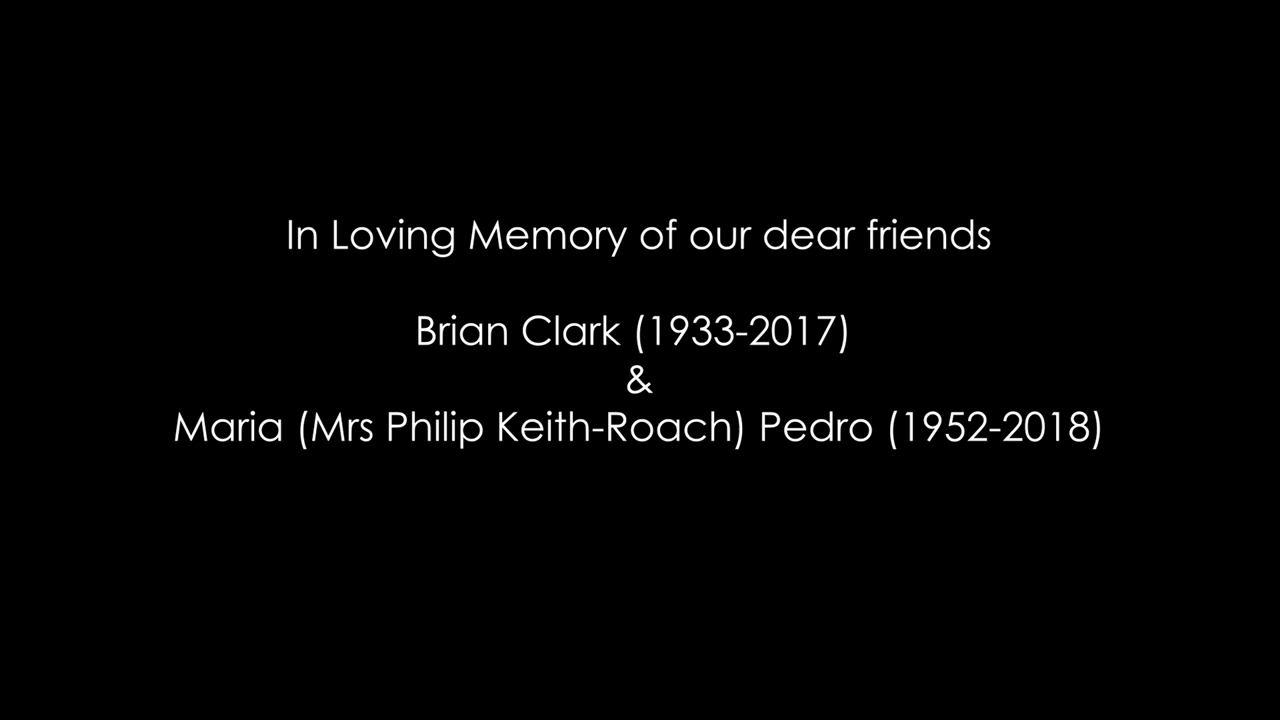 In Loving Memory of our dear friends
Brian Clark (1933-2017)
&
Maria (Mrs Philip Keith-Roach) Pedro (1952-2018)